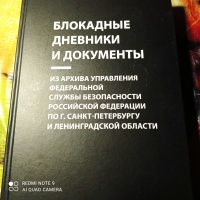 БЛОКАДНЫЕ
ДНЕВНИКИ
И ДОКУМЕНТЫ
ИЗ АРХИВА УПРАВЛЕНИЯ
ФЕДЕРАЛЬНОЙ
СЛУЖБЫ БЕЗОПАСНОСТИ
РОССИЙСКОЙ ФЕДЕРАЦИИ
ПО Г. САНКТ-ПЕТЕРБУРГУ
И ЛЕНИНГРАДСКОЙ ОБЛАСТИ
REDMI NOTE 9
AI QUAD CAMERA